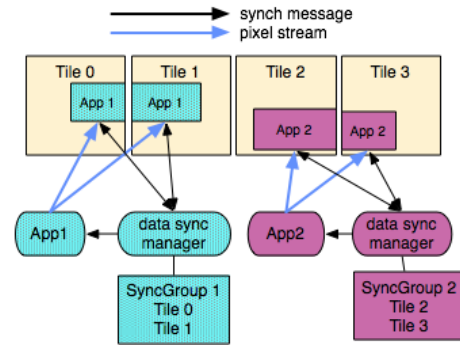 synch message
pixel stream
Tile 0
Tile 1
Tile 2
Tile 3
App 1
App 1
App 2
App 2
App1
data sync
manager
App2
data sync
manager
SyncGroup 1
Tile 0
Tile 1
SyncGroup 2
Tile 2
Tile 3